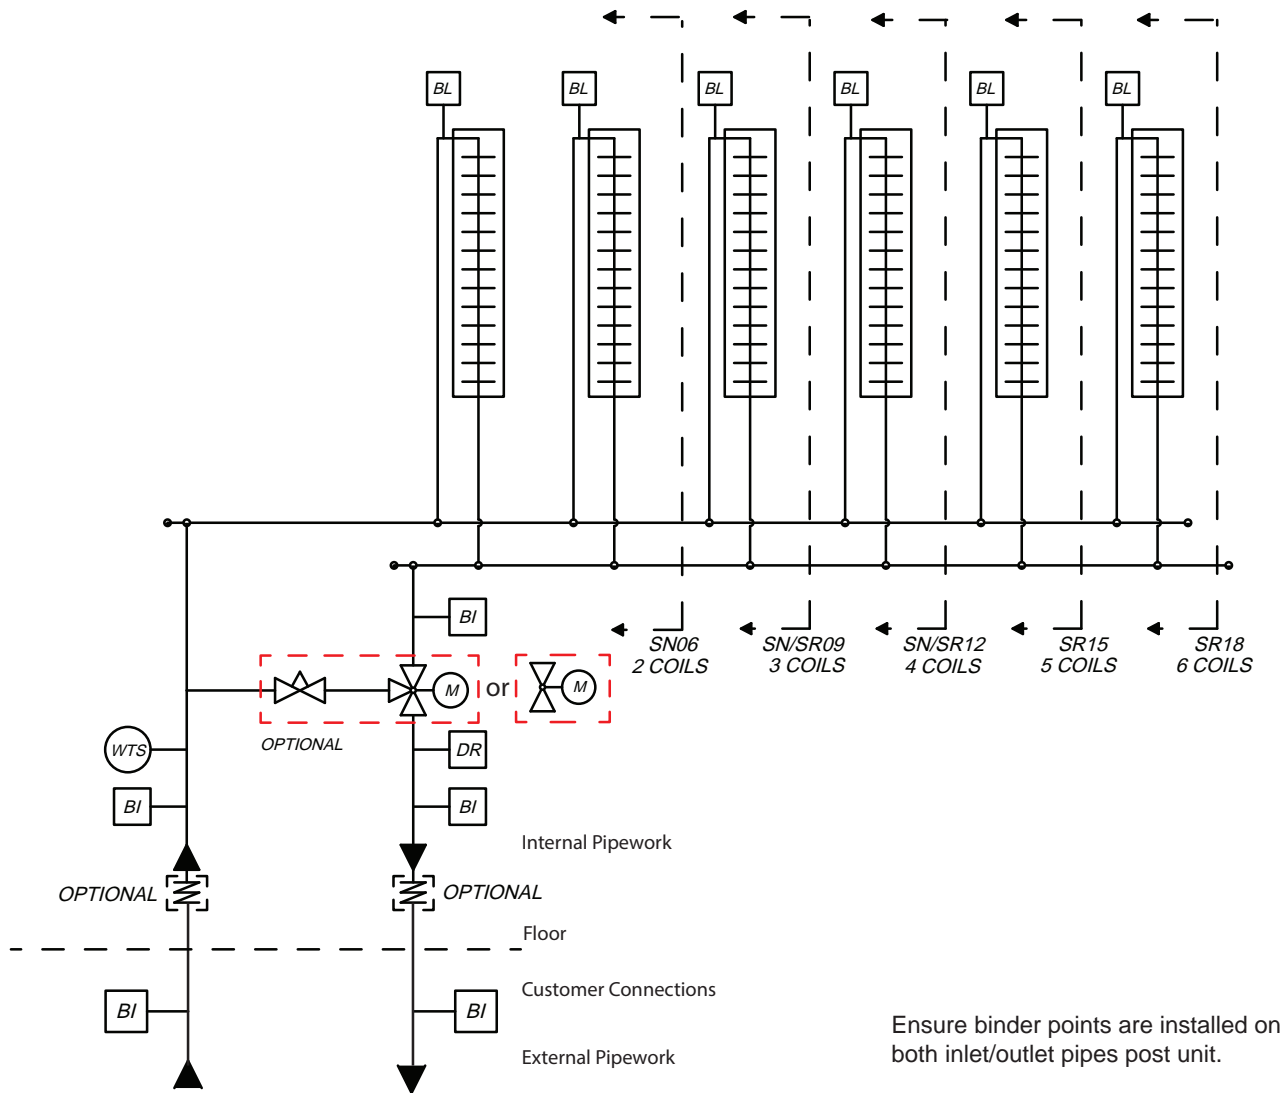 BL BL BL BL BL BL
BI
SN06
2 COILS
SN/SR09
3 COILS
SN/SR12
4 COILS
SR15
5 COILS
SR18
6 COILS
M or M
OPTIONAL
WTS
DR
BI
BI
Internal Pipework
OPTIONAL
OPTIONAL
Floor
Customer Connections
BI
BI
External Pipework
Ensure binder points are installed on
both inlet/outlet pipes post unit.